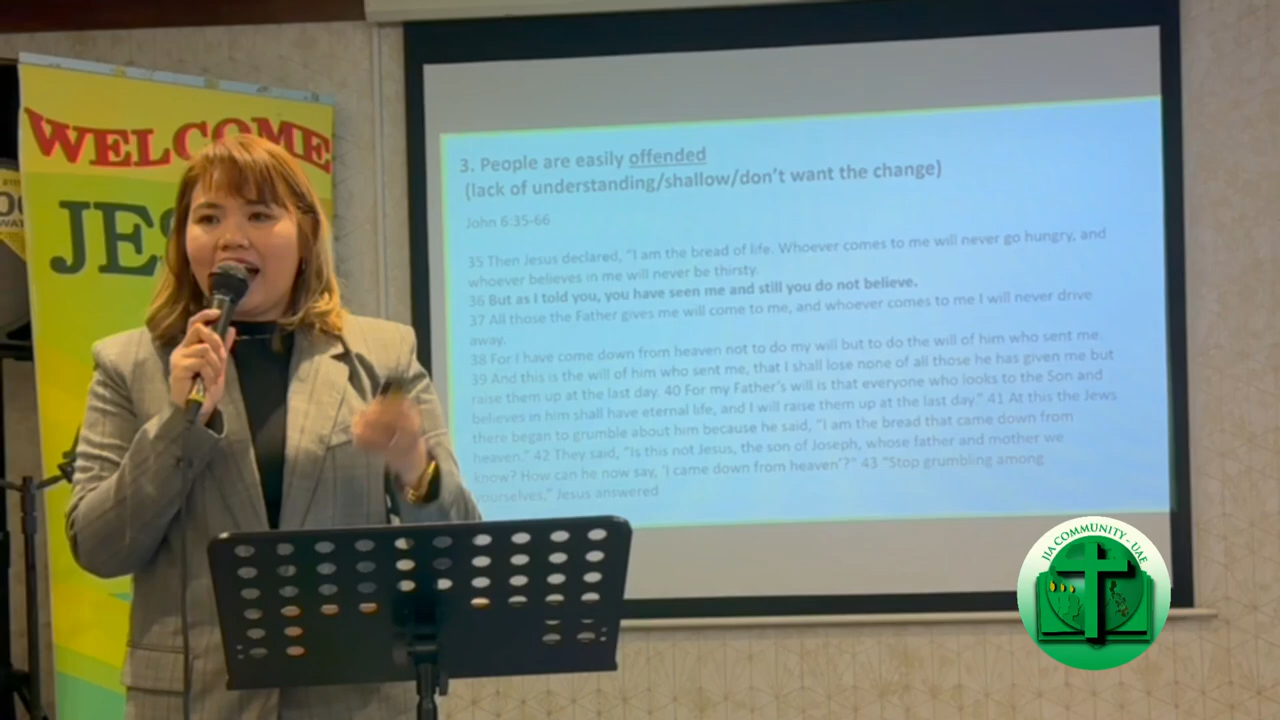 WELCOME
JES
3. People are easily offended
(lack of understanding/shallow/don't want the change)
John 6:35-66
35 Then Jesus declared, "I am the bread of life. Whoever comes to me will never go hungry, and
whoever believes in me will never be thirsty.
36 But as I told you, you have seen me and still you do not believe.
37 All those the Father gives me will come to me, and whoever comes to me I will never drive
away.
38 For I have come down from heaven not to do my will but to do the will of him who sent me.
39 And this is the will of him who sent me, that I shall lose none of all those he has given me but
raise them up at the last day. 40 For my Father's will is that everyone who looks to the Son and
believes in him shall have eternal life, and I will raise them up at the last day." 41 At this the Jews
there began to grumble about him because he said, "I am the bread that came down from
heaven." 42 They said, "Is this not Jesus, the son of Joseph, whose father and mother we
know? How can he now say, 'I came down from heaven'?" 43 "Stop grumbling among
yourselves," Jesus answered
JIA COMMUNITY - UAE